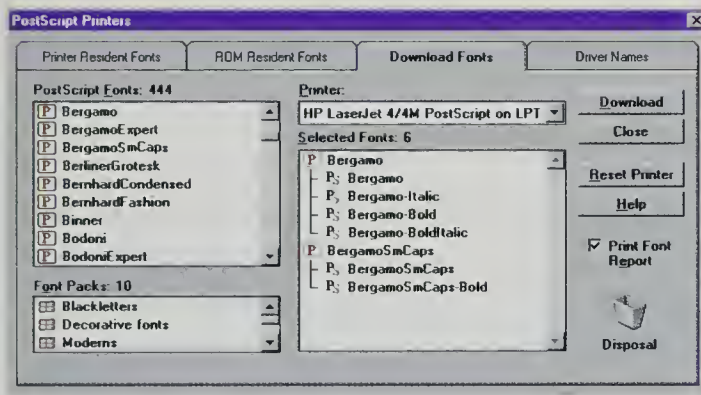 PostScript Printers
Printer Resident Fonts
ROM Resident Fonts
Download Fonts
Driver Names
PostScript Fonts: 444
Bergamo
BergamoExpert
BergamoSmCaps
BerlinerGrotesk
BernhardCondensed
BernhardFashion
Binner
Bodoni
BodoniExpert
Font Packs: 10
Blackletters
Decorative fonts
Moderns
Printer:
HP LaserJet 4/4M PostScript on LPT
Selected Fonts: 6
Bergamo
Bergamo
Bergamo-Italic
Bergamo-Bold
Bergamo-BoldItalic
BergamoSmCaps
BergamoSmCaps
BergamoSmCaps-Bold
Download
Close
Reset Printer
Help
Print Font
Report
Disposal